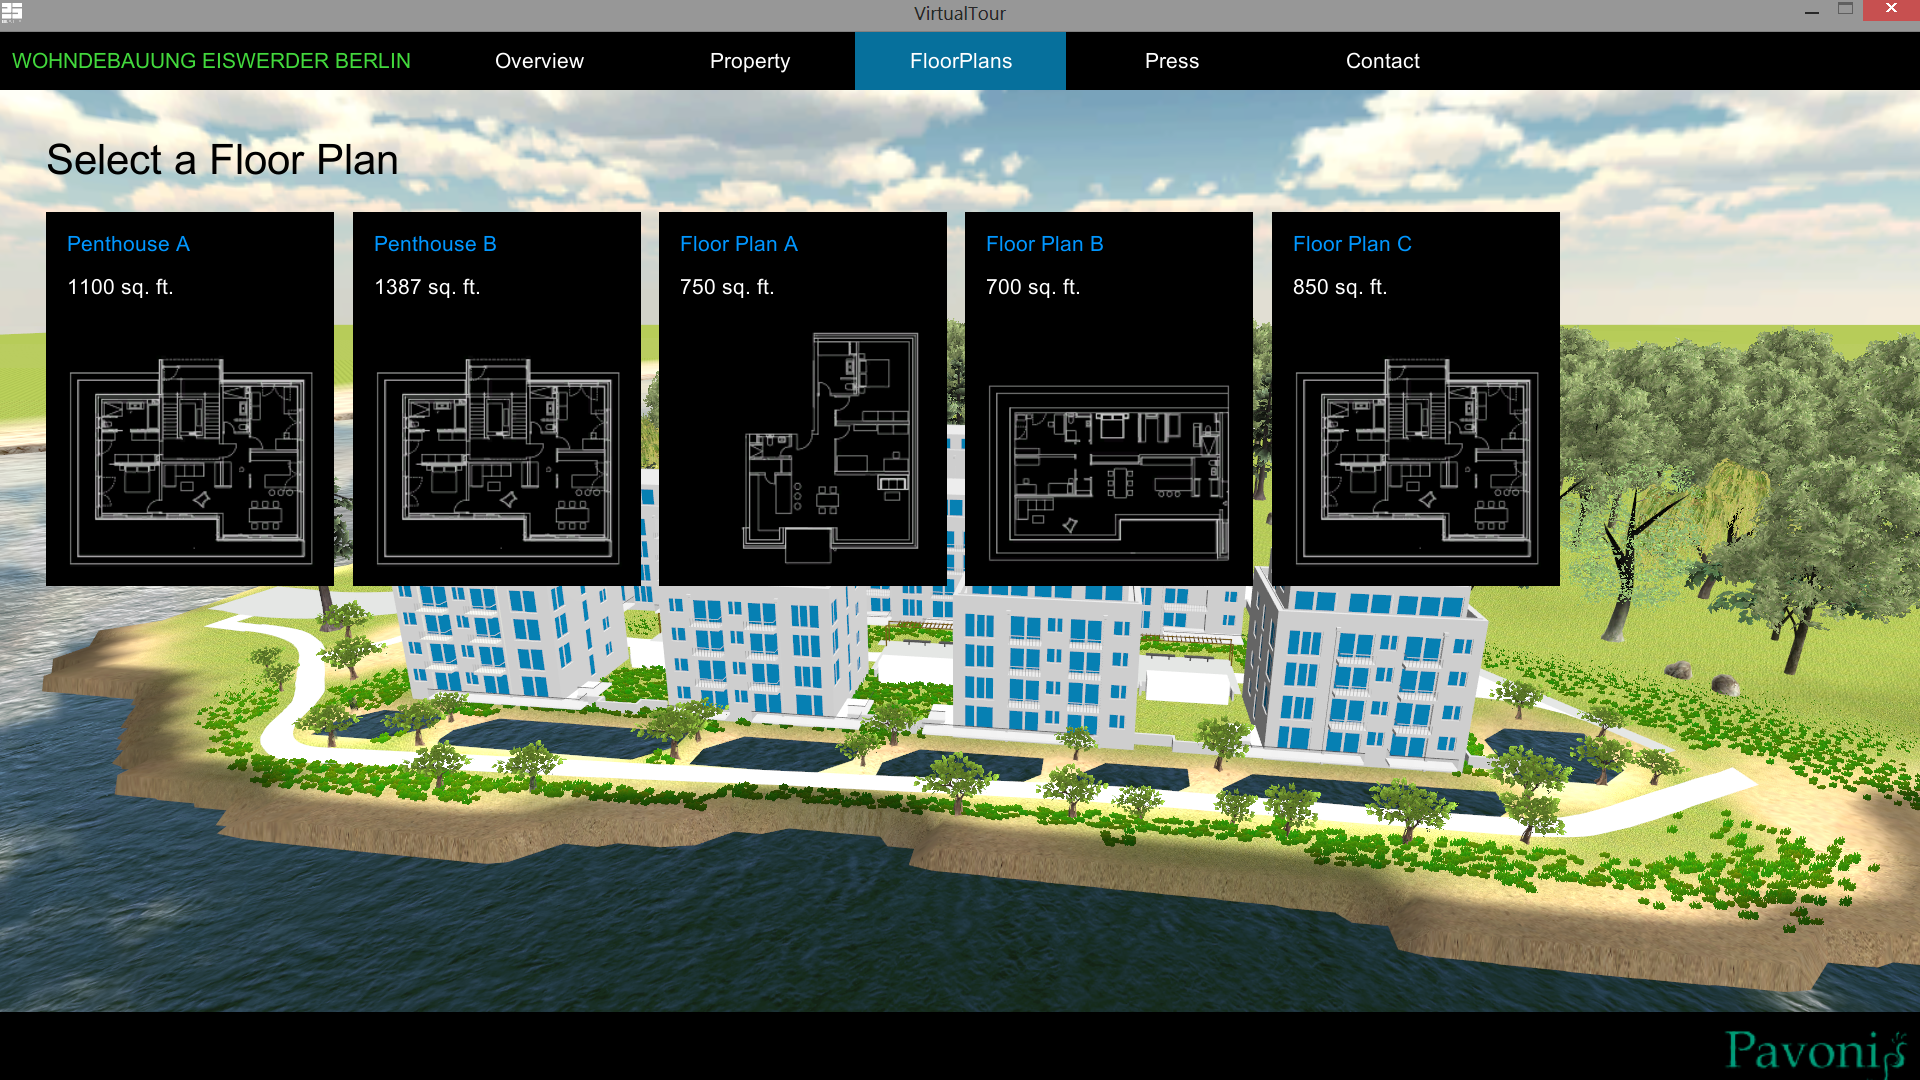 VirtualTour
WOHNDEBAUUNG EISWERDER BERLIN
Overview
Property
FloorPlans
Press
Contact
Select a Floor Plan
Penthouse A
1100 sq. ft.
Penthouse B
1387 sq. ft.
Floor Plan A
750 sq. ft.
Floor Plan B
700 sq. ft.
Floor Plan C
850 sq. ft.
Pavonis